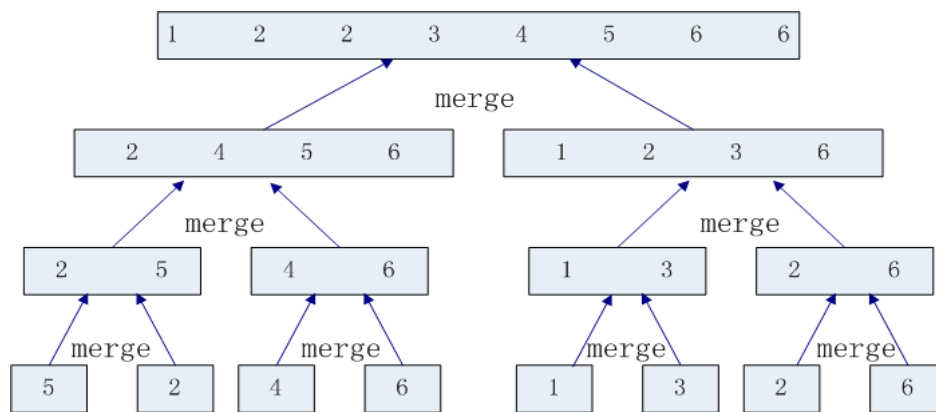 1 2 2 3 4 5 6 6
merge
2 4 5 6 1 2 3 6
merge merge
2 5 4 6 1 3 2 6
merge merge merge merge
5 2 4 6 1 3 2 6